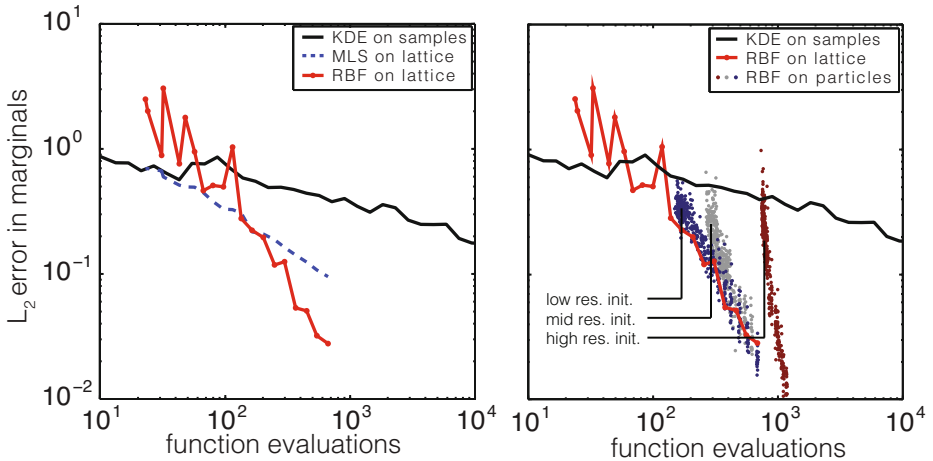 10^1
10^0
10^-1
10^-2
L_2 error in marginals
KDE on samples
MLS on lattice
RBF on lattice
10^1
10^2
10^3
10^4
function evaluations
KDE on samples
RBF on lattice
RBF on particles
low res. init.
mid res. init.
high res. init.
10^1
10^2
10^3
10^4
function evaluations